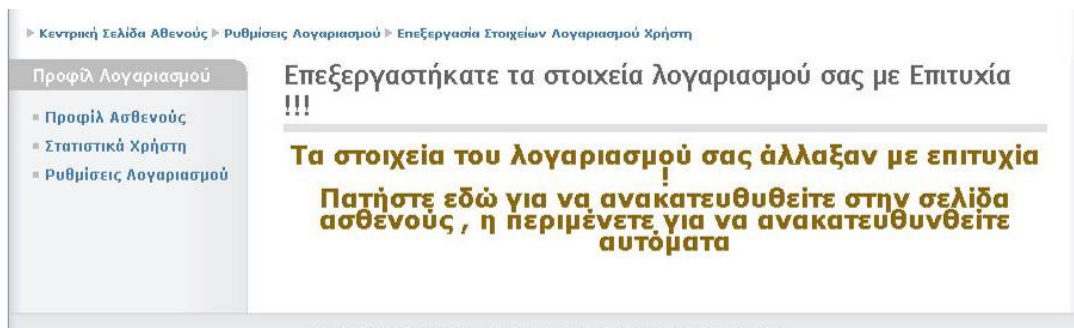 Κεντρική Σελίδα Αθενούς Ρυθμίσεις Λογαριασμού Επεξεργασία Στοιχείων Λογαριασμού Χρήστη
Προφίλ Λογαριασμού
Προφίλ Ασθενούς
Στατιστικά Χρήστη
Ρυθμίσεις Λογαριασμού
Επεξεργαστήκατε τα στοιχεία λογαριασμού σας με Επιτυχία
!!!
Τα στοιχεία του λογαριασμού σας άλλαξαν με επιτυχία
!
Πατήστε εδώ για να ανακατευθυθείτε στην σελίδα
ασθενούς , η περιμένετε για να ανακατευθυνθείτε
αυτόματα